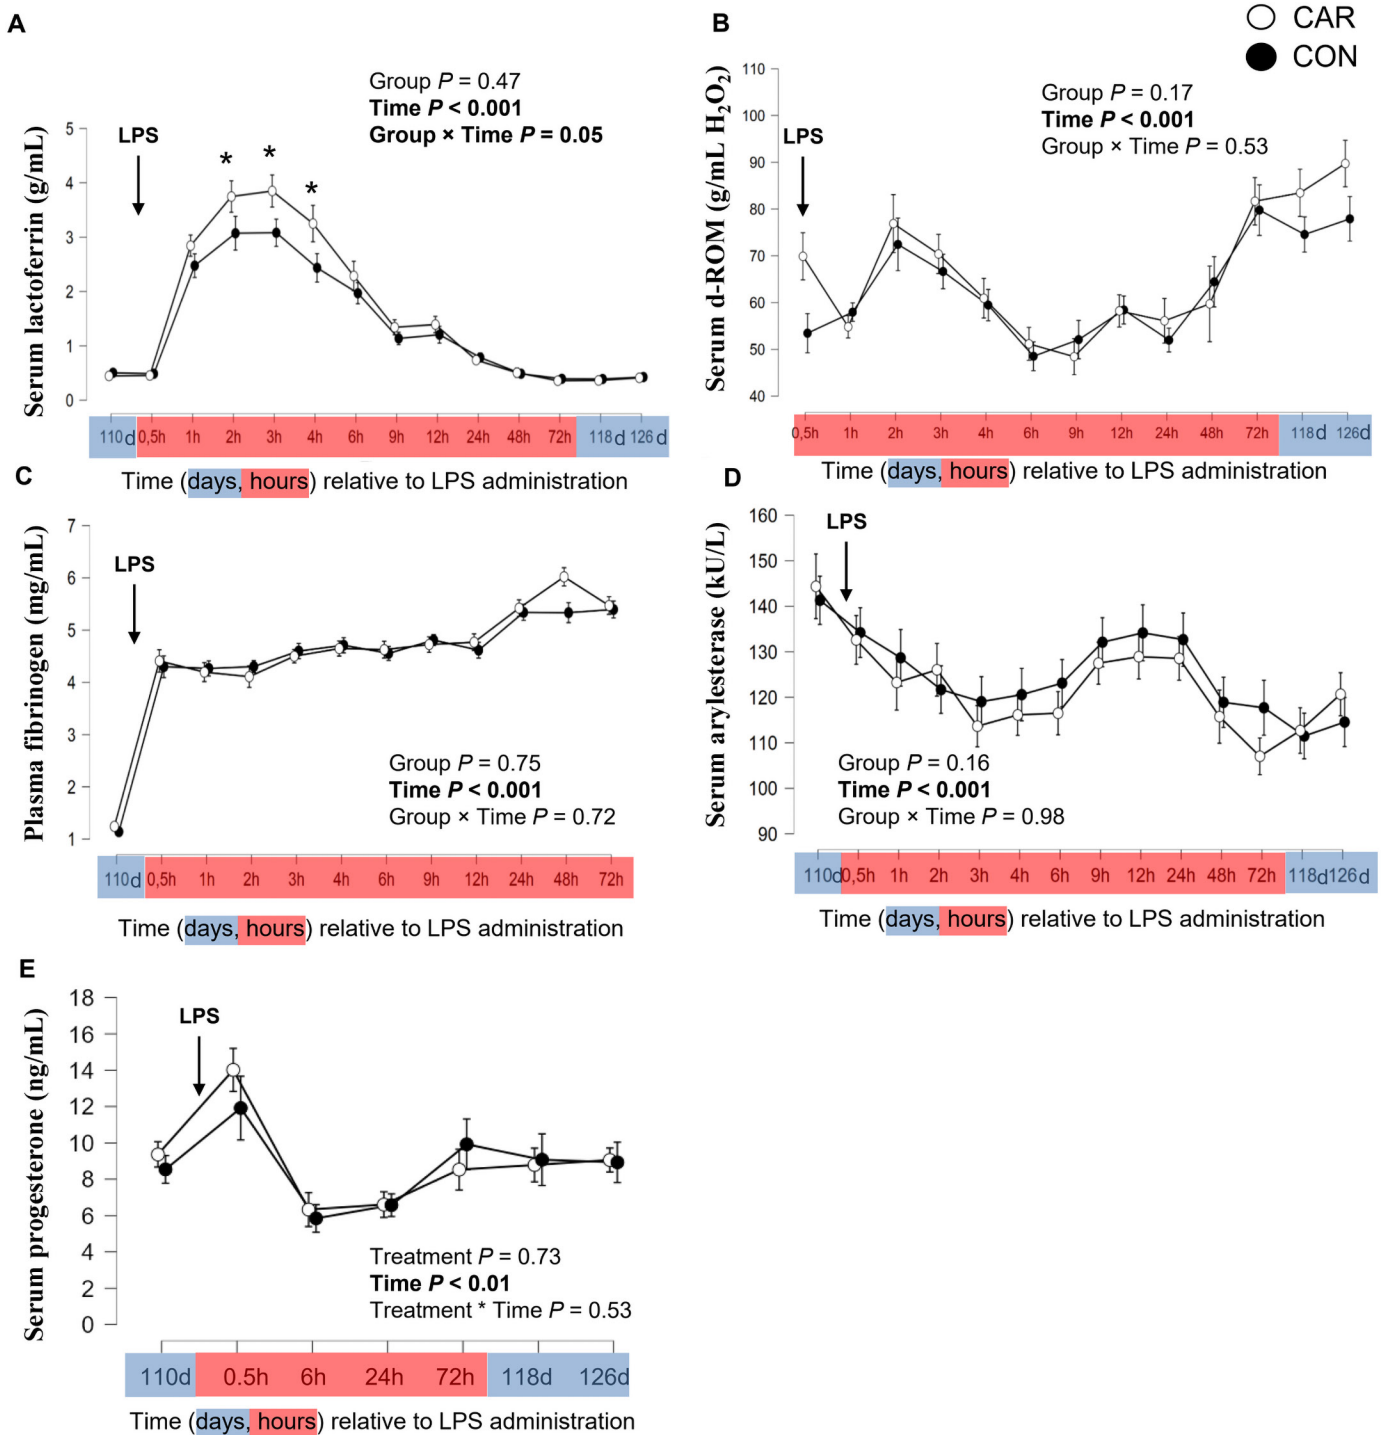 A
B
CAR
CON
Group P = 0.47
Time P < 0.001
Group × Time P = 0.05
LPS
* * *
Serum lactoferrin (g/mL)
5
4
3
2
1
0
110d 0,5h 1h 2h 3h 4h 6h 9h 12h 24h 48h 72h 118d 126d
Time (days, hours) relative to LPS administration
Group P = 0.17
Time P < 0.001
Group × Time P = 0.53
LPS
Serum d-ROM (g/mL H₂O₂)
110
100
90
80
70
60
50
40
0,5h 1h 2h 3h 4h 6h 9h 12h 24h 48h 72h 118d 126d
Time (days, hours) relative to LPS administration
C
LPS
Plasma fibrinogen (mg/mL)
7
6
5
4
3
2
1
Group P = 0.75
Time P < 0.001
Group × Time P = 0.72
110d 0,5h 1h 2h 3h 4h 6h 9h 12h 24h 48h 72h
Time (days, hours) relative to LPS administration
D
LPS
Serum arylesterase (kU/L)
160
150
140
130
120
110
100
90
Group P = 0.16
Time P < 0.001
Group × Time P = 0.98
110d 0,5h 1h 2h 3h 4h 6h 9h 12h 24h 48h 72h 118d 126d
Time (days, hours) relative to LPS administration
E
LPS
Serum progesterone (ng/mL)
18
16
14
12
10
8
6
4
2
0
Treatment P = 0.73
Time P < 0.01
Treatment * Time P = 0.53
110d 0.5h 6h 24h 72h 118d 126d
Time (days, hours) relative to LPS administration